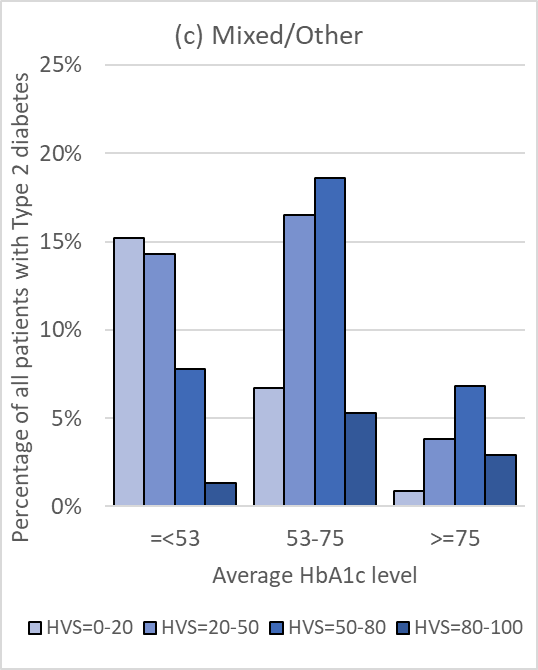 (c) Mixed/Other
Percentage of all patients with Type 2 diabetes
25%
20%
15%
10%
5%
0%
=<53 53-75 >=75
Average HbA1c level
HVS=0-20 HVS=20-50 HVS=50-80 HVS=80-100